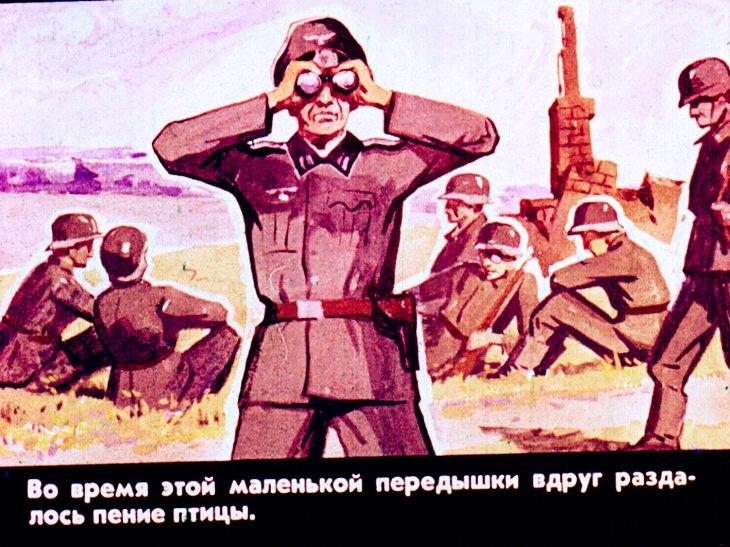 Во время этой маленькой передышки вдруг разда-
лось пение птицы.